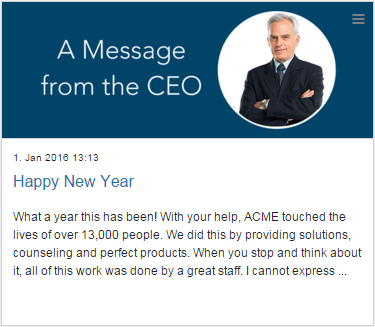 A Message
from the CEO
1. Jan 2016 13:13
Happy New Year
What a year this has been! With your help, ACME touched the
lives of over 13,000 people. We did this by providing solutions,
counseling and perfect products. When you stop and think about
it, all of this work was done by a great staff. I cannot express ...